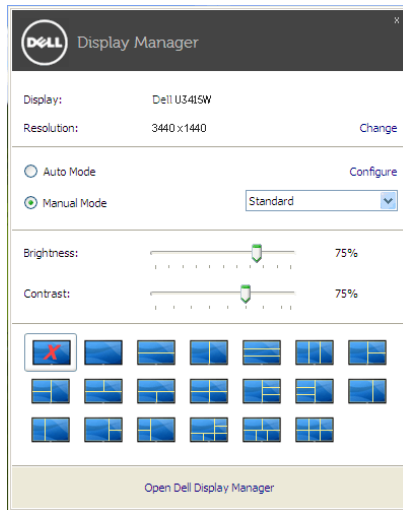 x
DELL Display Manager
Display: Dell U3415W
Resolution: 3440 x 1440 Change
Auto Mode Configure
Manual Mode Standard
Brightness: 75%
Contrast: 75%
Open Dell Display Manager